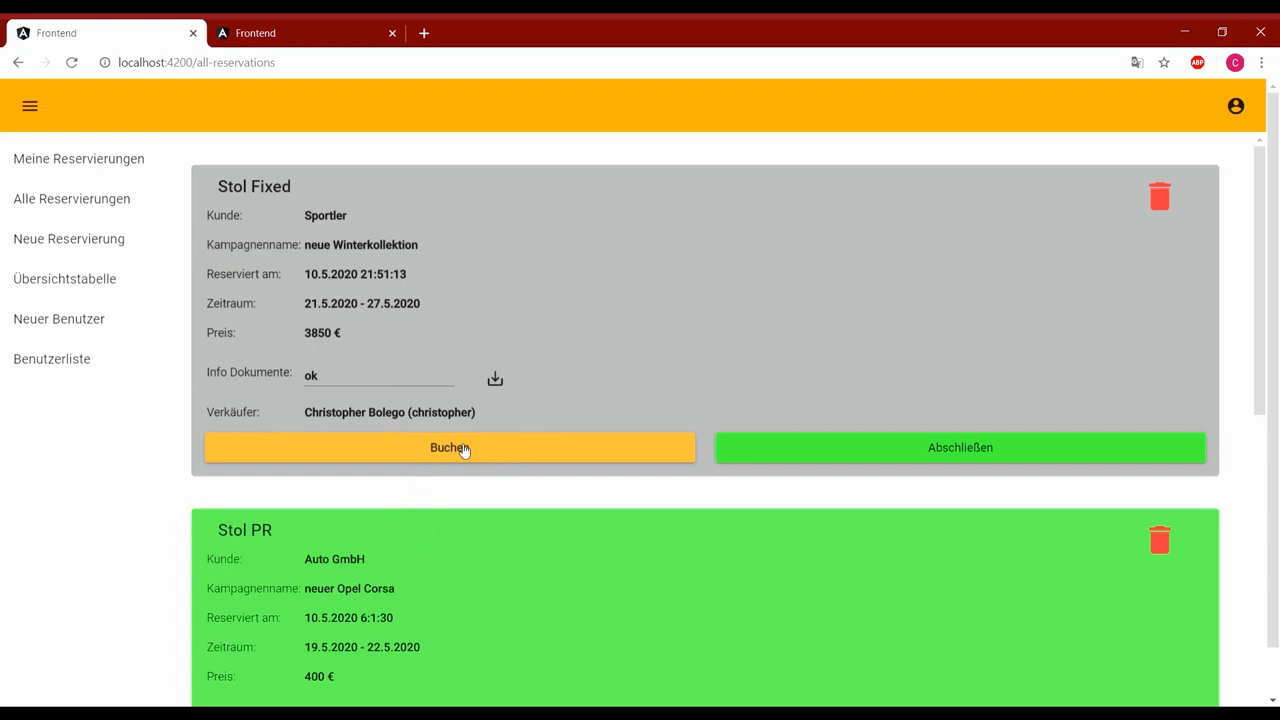 Frontend
Frontend
localhost:4200/all-reservations
ABP
C
Meine Reservierungen
Alle Reservierungen
Neue Reservierung
Übersichtstabelle
Neuer Benutzer
Benutzerliste
Stol Fixed
Kunde: Sportler
Kampagnenname: neue Winterkollektion
Reserviert am: 10.5.2020 21:51:13
Zeitraum: 21.5.2020 - 27.5.2020
Preis: 3850 €
Info Dokumente: ok
Verkäufer: Christopher Bolego (christopher)
Buchen
Abschließen
Stol PR
Kunde: Auto GmbH
Kampagnenname: neuer Opel Corsa
Reserviert am: 10.5.2020 6:1:30
Zeitraum: 19.5.2020 - 22.5.2020
Preis: 400 €